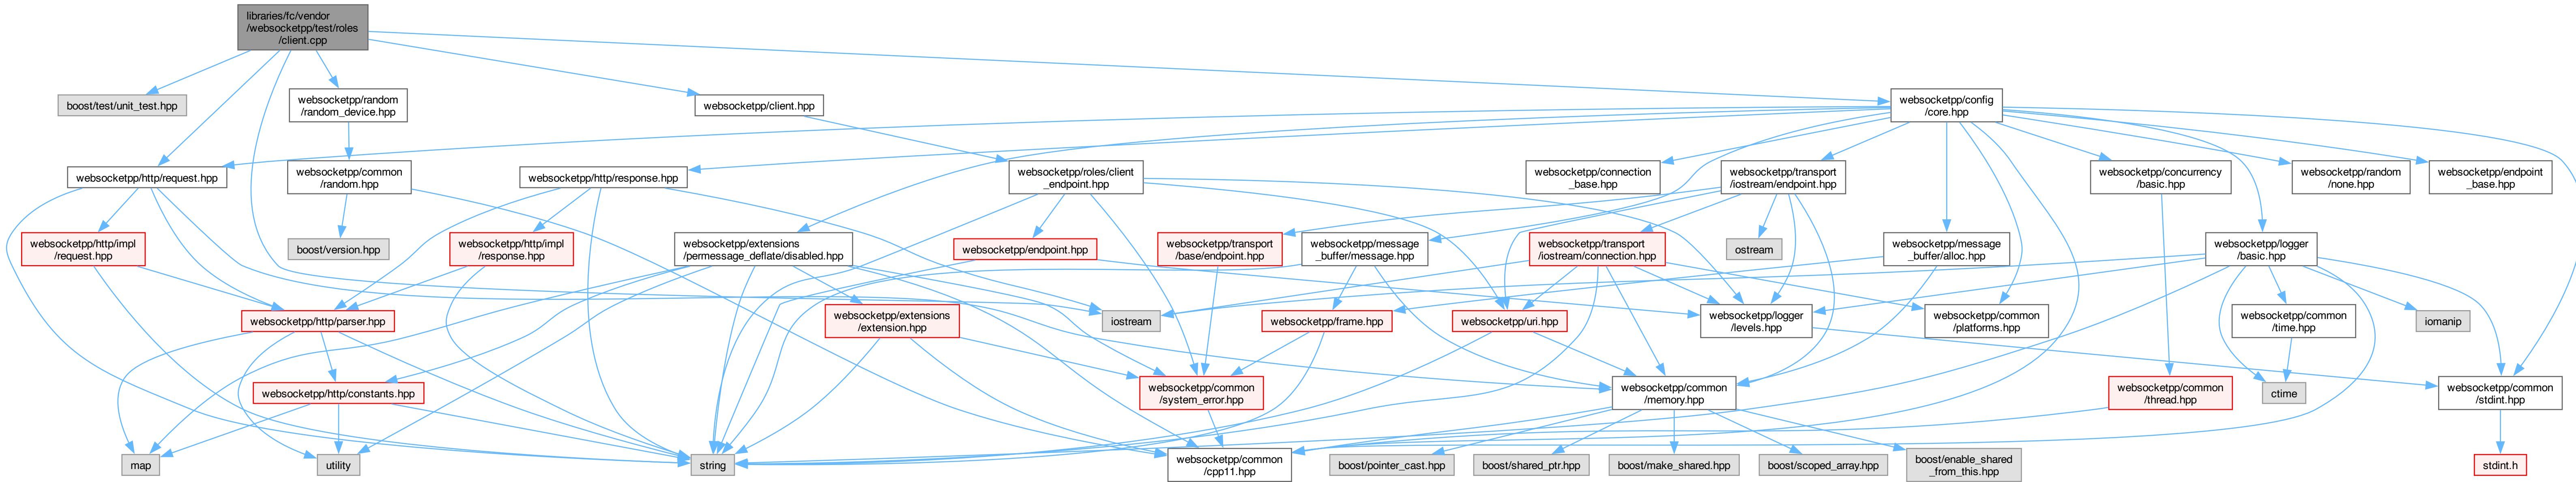 libraries/fc/vendor
/websocketpp/test/roles
/client.cpp
boost/test/unit_test.hpp
websocketpp/random
/random_device.hpp
websocketpp/client.hpp
websocketpp/config
/core.hpp
websocketpp/http/request.hpp
websocketpp/common
/random.hpp
websocketpp/http/response.hpp
websocketpp/roles/client
_endpoint.hpp
websocketpp/connection
_base.hpp
websocketpp/transport
/iostream/endpoint.hpp
websocketpp/concurrency
/basic.hpp
websocketpp/random
/none.hpp
websocketpp/endpoint
_base.hpp
websocketpp/http/impl
/request.hpp
boost/version.hpp
websocketpp/http/impl
/response.hpp
websocketpp/extensions
/permessage_deflate/disabled.hpp
websocketpp/endpoint.hpp
websocketpp/transport
/base/endpoint.hpp
websocketpp/message
_buffer/message.hpp
websocketpp/transport
/iostream/connection.hpp
ostream
websocketpp/message
_buffer/alloc.hpp
websocketpp/logger
/basic.hpp
websocketpp/http/parser.hpp
websocketpp/extensions
/extension.hpp
iostream
websocketpp/frame.hpp
websocketpp/uri.hpp
websocketpp/logger
/levels.hpp
websocketpp/common
/platforms.hpp
websocketpp/common
/time.hpp
iomanip
websocketpp/http/constants.hpp
websocketpp/common
/system_error.hpp
websocketpp/common
/memory.hpp
websocketpp/common
/thread.hpp
ctime
websocketpp/common
/stdint.hpp
map
utility
string
websocketpp/common
/cpp11.hpp
boost/pointer_cast.hpp
boost/shared_ptr.hpp
boost/make_shared.hpp
boost/scoped_array.hpp
boost/enable_shared
_from_this.hpp
stdint.h